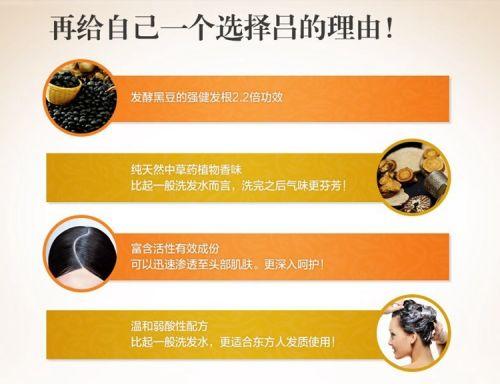 再给自己一个选择吕的理由！
发酵黑豆的强健发根2.2倍功效
纯天然中草药植物香味
比起一般洗发水而言，洗完之后气味更芬芳！
富含活性有效成份
可以迅速渗透至头部肌肤。更深入呵护！
温和弱酸性配方
比起一般洗发水，更适合东方人发质使用！